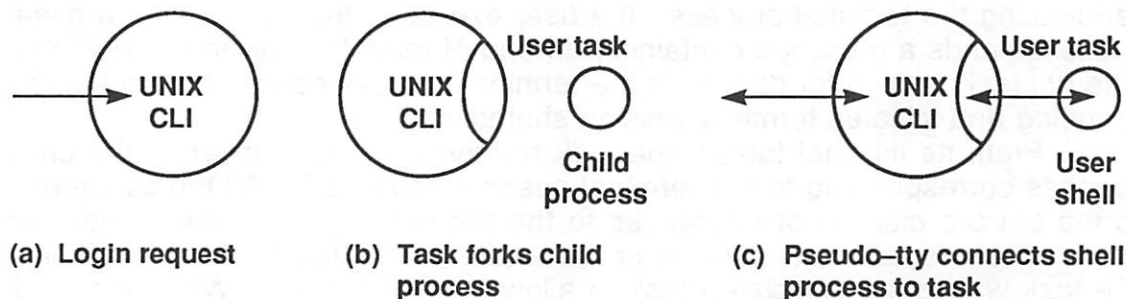 User task
User task
UNIX
CLI
UNIX
CLI
UNIX
CLI
Child
process
User
shell
(a) Login request
(b) Task forks child
process
(c) Pseudo–tty connects shell
process to task